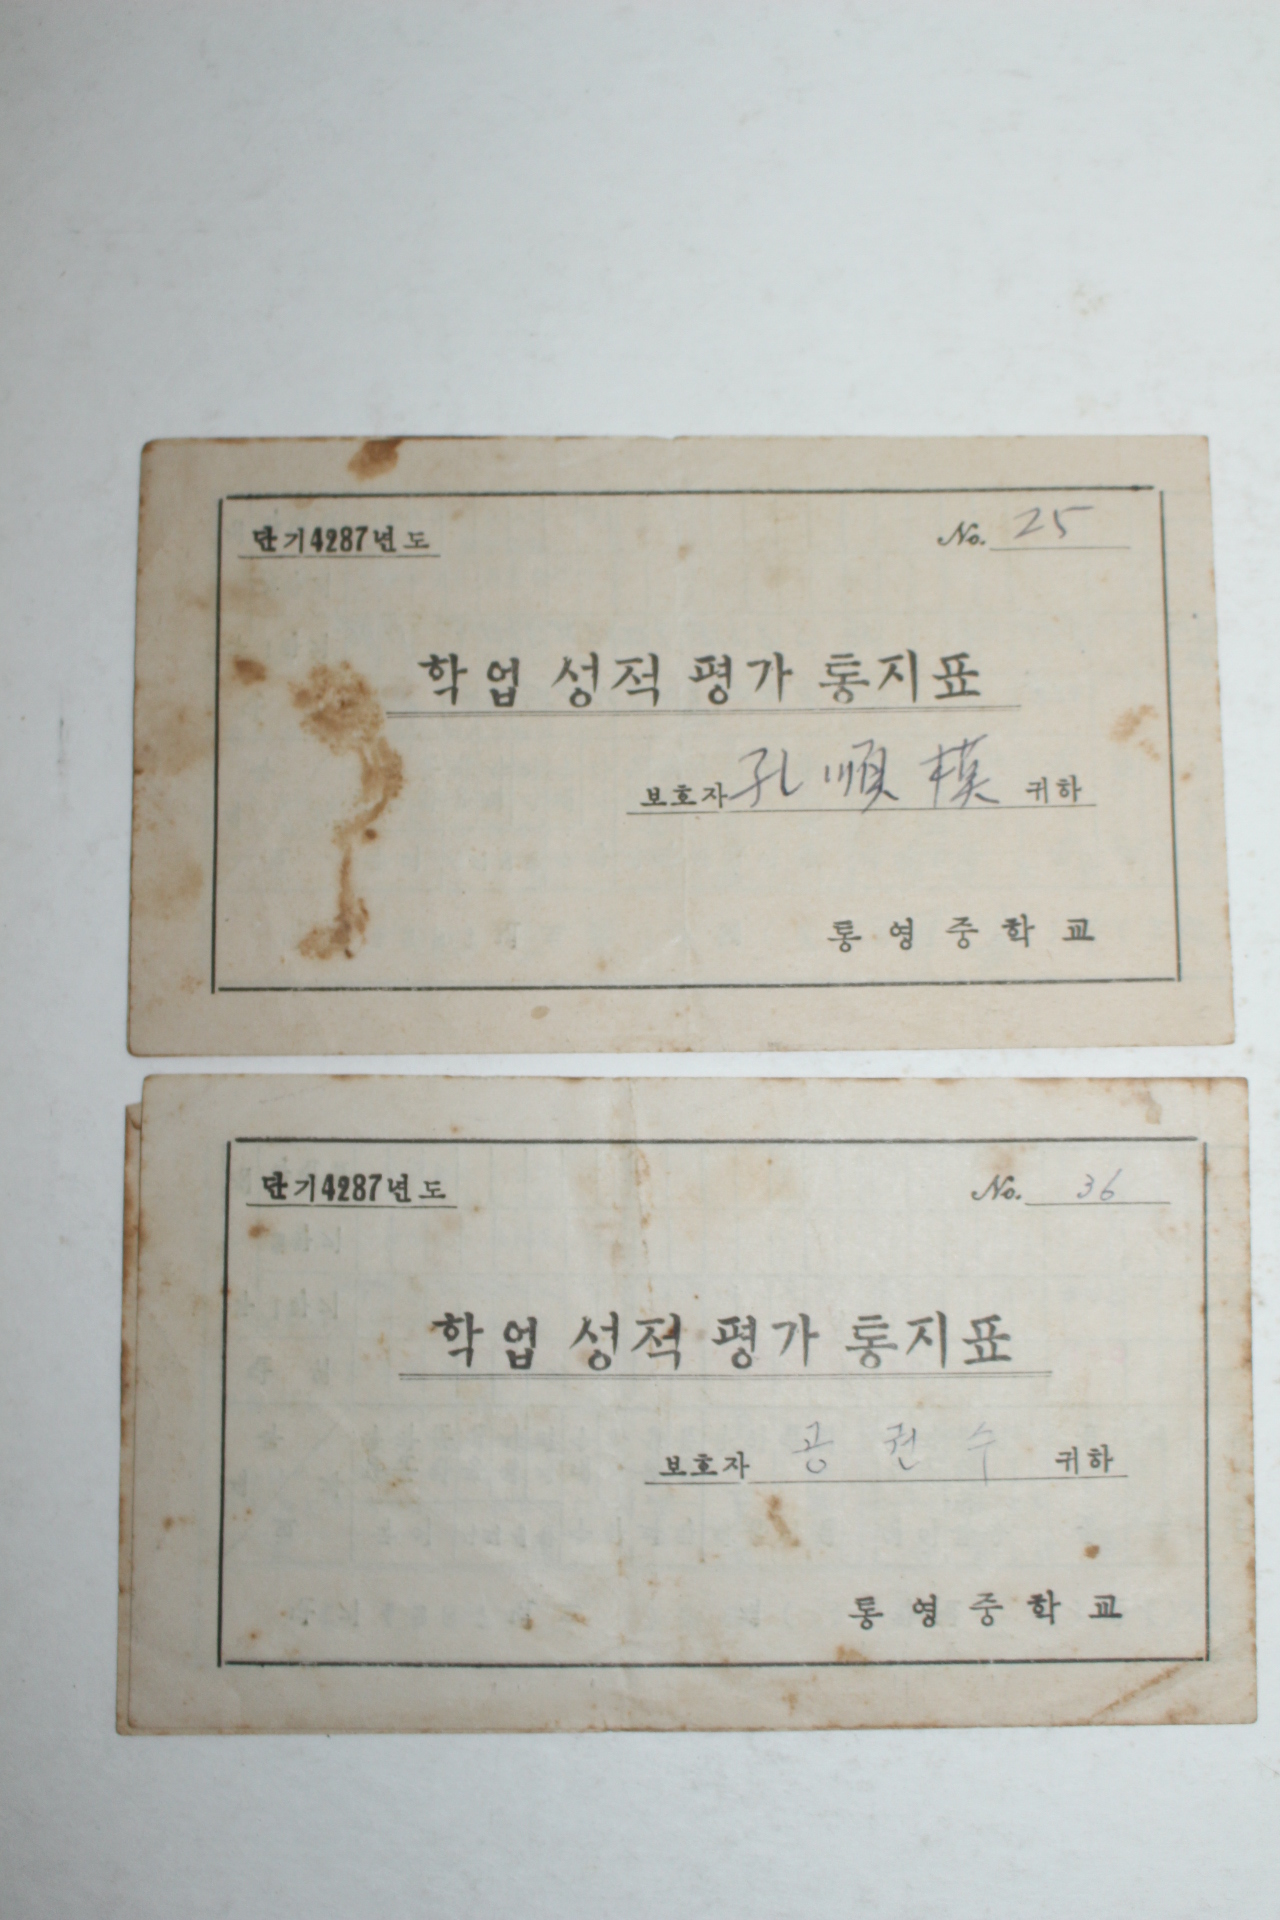 단기4287년도
No. 25
학업 성적 평가 통지표
보호자 孔順模 귀하
통영중학교
단기4287년도
No. 36
학업 성적 평가 통지표
보호자 공권수 귀하
통영중학교